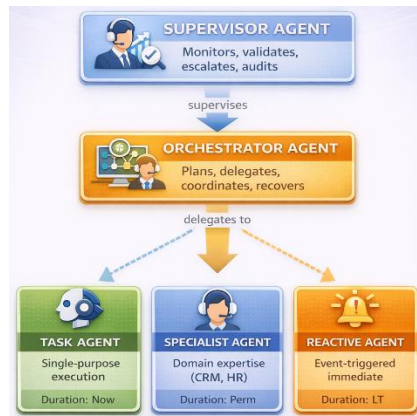 SUPERVISOR AGENT
Monitors, validates,
escalates, audits
supervises
ORCHESTRATOR AGENT
Plans, delegates,
coordinates, recovers
delegates to
TASK AGENT
Single-purpose
execution
Duration: Now
SPECIALIST AGENT
Domain expertise
(CRM, HR)
Duration: Perm
REACTIVE AGENT
Event-triggered
immediate
Duration: LT